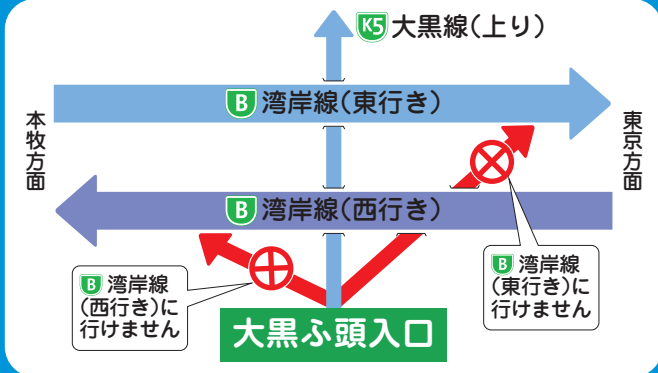 K5 大黒線(上り)
B 湾岸線(東行き)
本牧方面
東京方面
B 湾岸線(西行き)
B 湾岸線
(西行き)に
行けません
B 湾岸線
(東行き)に
行けません
大黒ふ頭入口